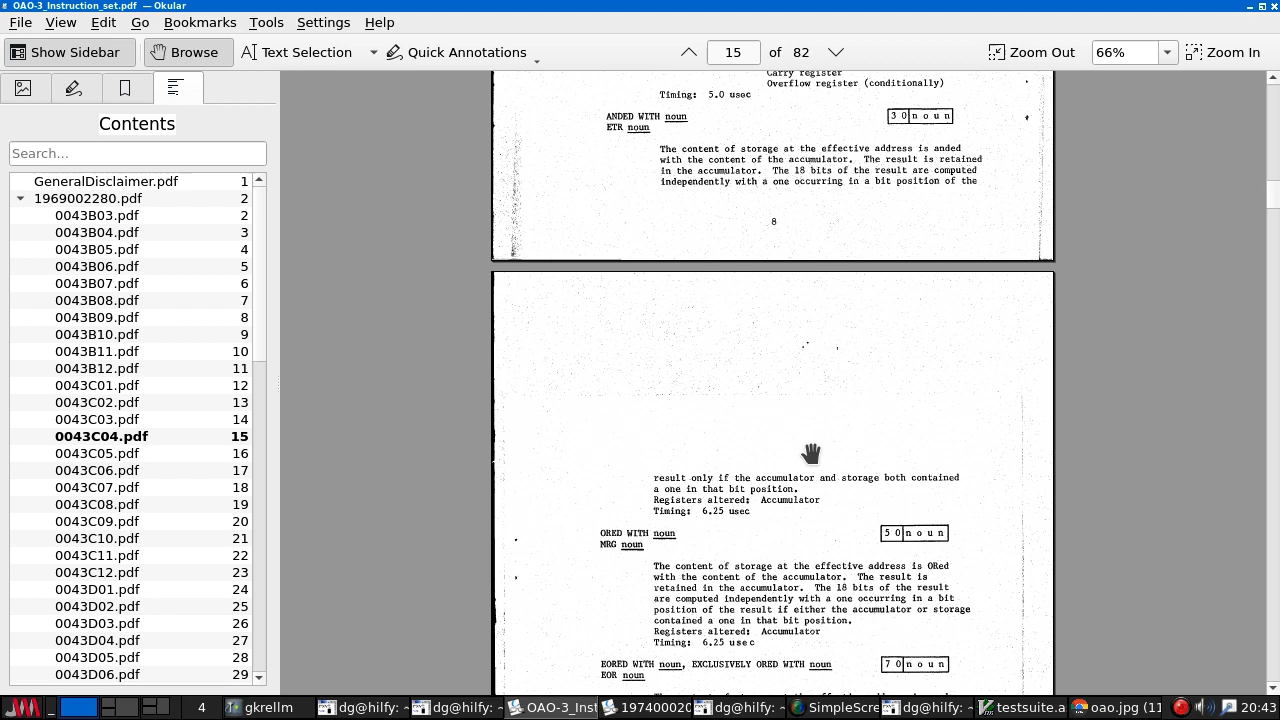 OAO-3_Instruction_set.pdf — Okular
File View Edit Go Bookmarks Tools Settings Help
Show Sidebar Browse Text Selection Quick Annotations 15 of 82 Zoom Out 66% Zoom In
Contents
Search...
GeneralDisclaimer.pdf 1
1969002280.pdf 2
0043B03.pdf 2
0043B04.pdf 3
0043B05.pdf 4
0043B06.pdf 5
0043B07.pdf 6
0043B08.pdf 7
0043B09.pdf 8
0043B10.pdf 9
0043B11.pdf 10
0043B12.pdf 11
0043C01.pdf 12
0043C02.pdf 13
0043C03.pdf 14
0043C04.pdf 15
0043C05.pdf 16
0043C06.pdf 17
0043C07.pdf 18
0043C08.pdf 19
0043C09.pdf 20
0043C10.pdf 21
0043C11.pdf 22
0043C12.pdf 23
0043D01.pdf 24
0043D02.pdf 25
0043D03.pdf 26
0043D04.pdf 27
0043D05.pdf 28
0043D06.pdf 29
Carry register
Overflow register (conditionally)
Timing: 5.0 usec
ANDED WITH noun 3 0 n o u n
ETR noun
The content of storage at the effective address is anded
with the content of the accumulator. The result is retained
in the accumulator. The 18 bits of the result are computed
independently with a one occurring in a bit position of the
8
result only if the accumulator and storage both contained
a one in that bit position.
Registers altered: Accumulator
Timing: 6.25 usec
ORED WITH noun 5 0 n o u n
MRG noun
The content of storage at the effective address is ORed
with the content of the accumulator. The result is
retained in the accumulator. The 18 bits of the result
are computed independently with a one occurring in a bit
position of the result if either the accumulator or storage
contained a one in that bit position.
Registers altered: Accumulator
Timing: 6.25 usec
EORED WITH noun, EXCLUSIVELY ORED WITH noun 7 0 n o u n
EOR noun
4 gkrellm dg@hilfy: ~ dg@hilfy: ~ OAO-3_Inst 197400020 dg@hilfy: ~ SimpleScre dg@hilfy: ~ testsuite.a oao.jpg (11 20:43